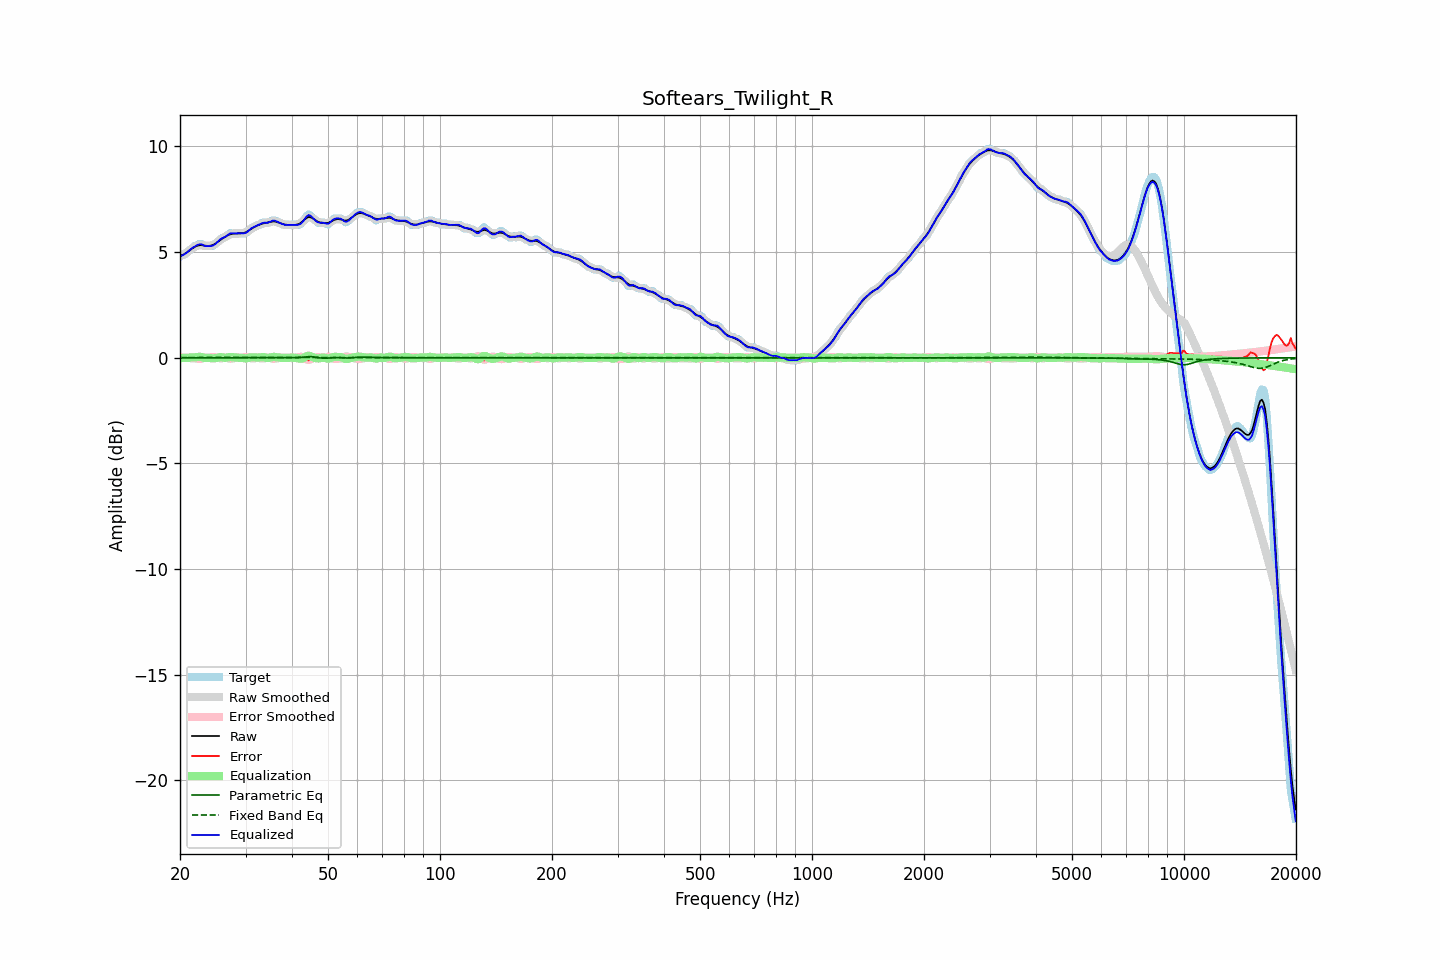 Softears_Twilight_R
Amplitude (dBr)
10
5
0
−5
−10
−15
−20
Target
Raw Smoothed
Error Smoothed
Raw
Error
Equalization
Parametric Eq
Fixed Band Eq
Equalized
20 50 100 200 500 1000 2000 5000 10000 20000
Frequency (Hz)